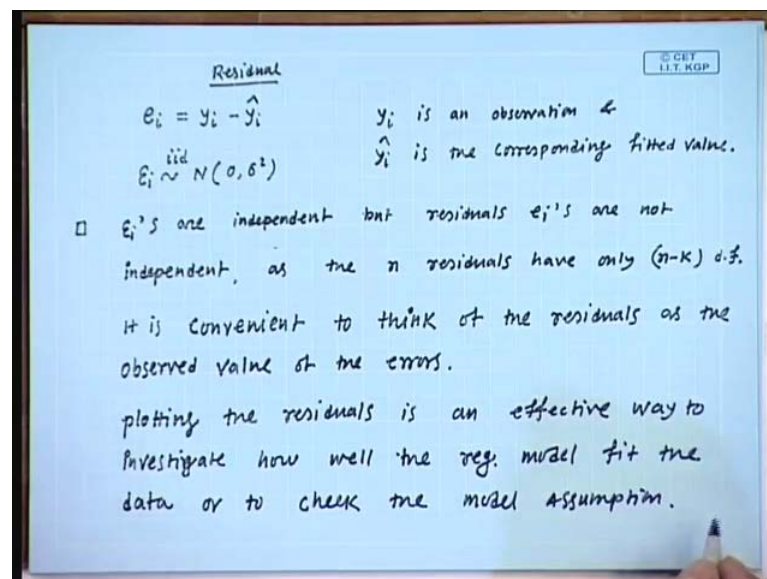 Residual
© CET
I.I.T. KGP
eᵢ = yᵢ - ŷᵢ
yᵢ is an observation &
ŷᵢ is the corresponding fitted value.
εᵢ iid ~ N(0, σ²)
εᵢ's are independent but residuals eᵢ's are not
independent, as the n residuals have only (n-K) d.f.
It is convenient to think of the residuals as the
observed value of the errors.
plotting the residuals is an effective way to
Investigate how well the reg. model fit the
data or to check the model Assumption.